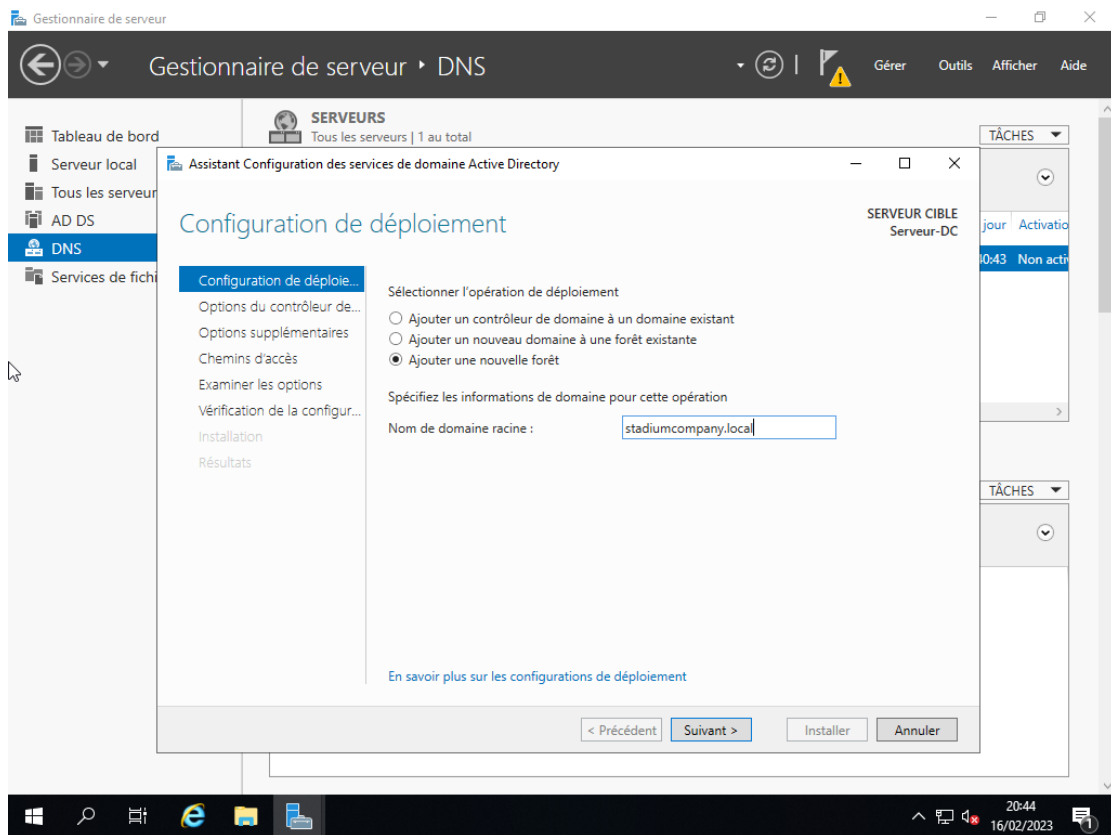 Gestionnaire de serveur
Gestionnaire de serveur • DNS
Gérer Outils Afficher Aide
Tableau de bord
Serveur local
Tous les serveur
AD DS
DNS
Services de fichi
SERVEURS
Tous les serveurs | 1 au total
TÂCHES
jour Activatio
40:43 Non activ
Assistant Configuration des services de domaine Active Directory
Configuration de déploiement
SERVEUR CIBLE
Serveur-DC
Configuration de déploie...
Options du contrôleur de...
Options supplémentaires
Chemins d'accès
Examiner les options
Vérification de la configur...
Installation
Résultats
Sélectionner l'opération de déploiement
Ajouter un contrôleur de domaine à un domaine existant
Ajouter un nouveau domaine à une forêt existante
Ajouter une nouvelle forêt
Spécifiez les informations de domaine pour cette opération
Nom de domaine racine : stadiumcompany.local
En savoir plus sur les configurations de déploiement
< Précédent Suivant > Installer Annuler
TÂCHES
20:44
16/02/2023
1